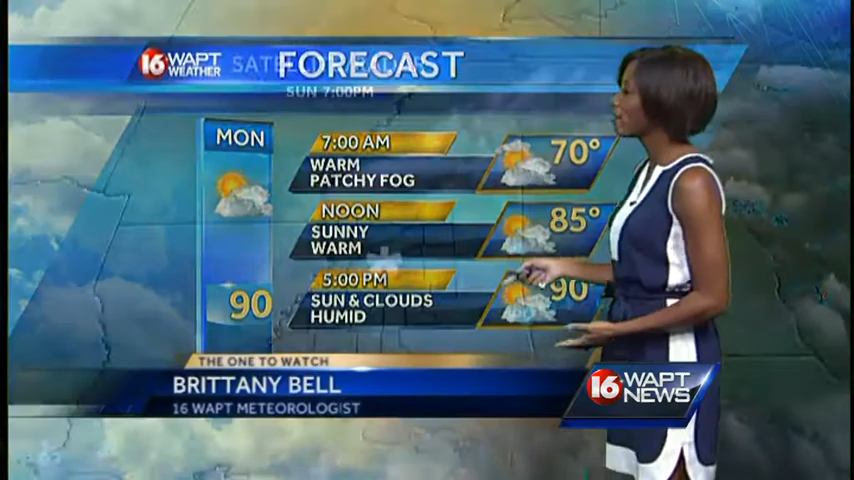 16 WAPT WEATHER
FORECAST
SUN 7:00PM
MON
90
7:00 AM
WARM
PATCHY FOG
70°
NOON
SUNNY
WARM
85°
5:00 PM
SUN & CLOUDS
HUMID
90
THE ONE TO WATCH
BRITTANY BELL
16 WAPT METEOROLOGIST
16 WAPT NEWS